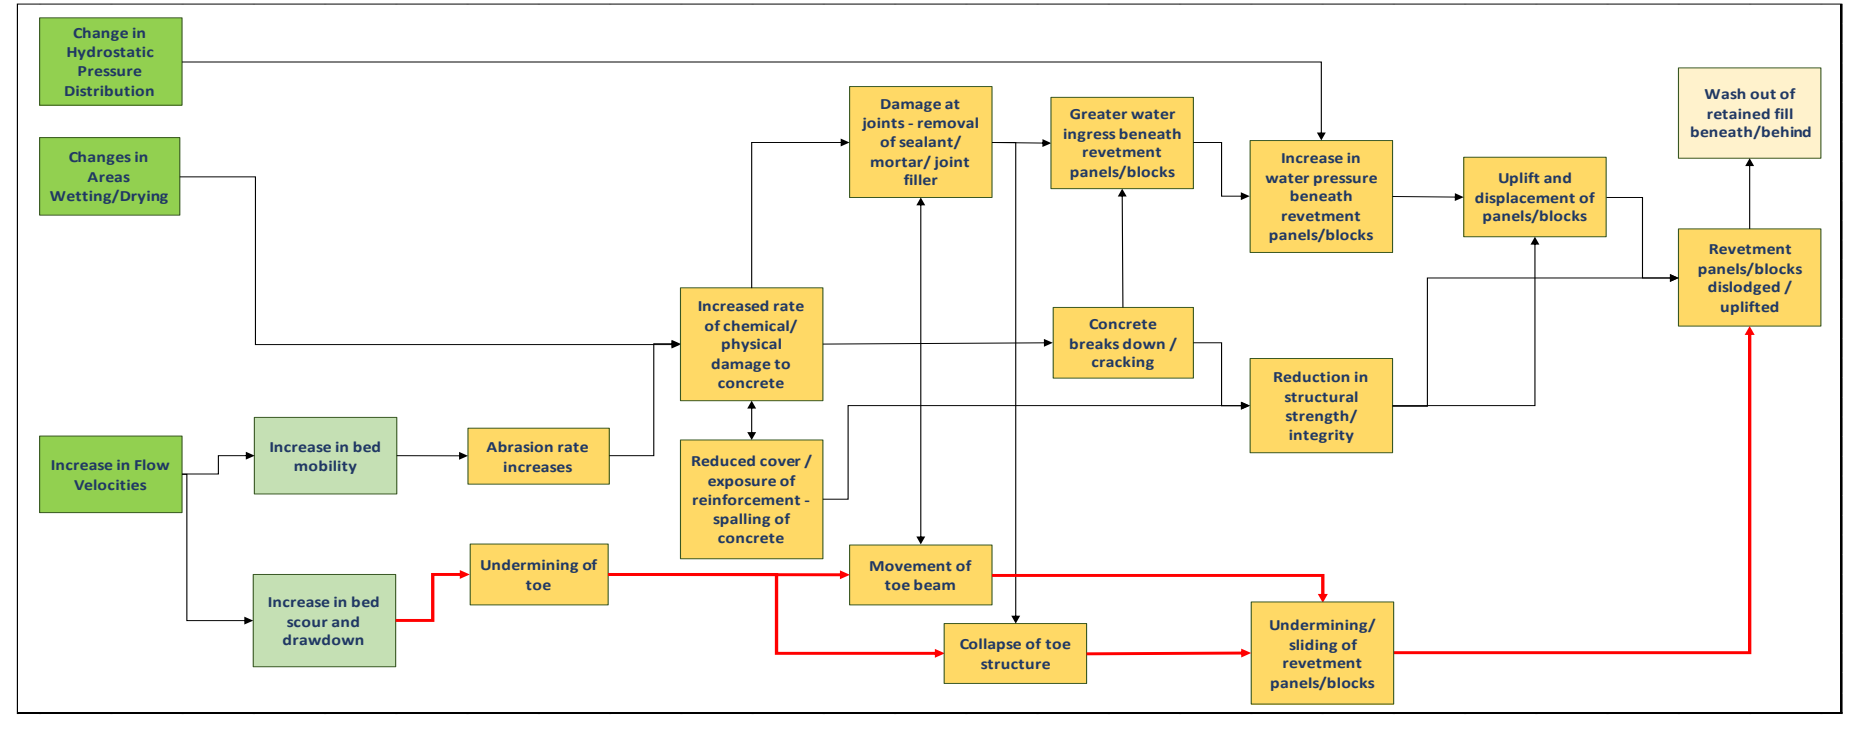 Change in
Hydrostatic
Pressure
Distribution
Changes in
Areas
Wetting/Drying
Increase in Flow
Velocities
Increase in bed
mobility
Increase in bed
scour and
drawdown
Abrasion rate
increases
Undermining of
toe
Increased rate
of chemical/
physical
damage to
concrete
Reduced cover /
exposure of
reinforcement -
spalling of
concrete
Damage at
joints - removal
of sealant/
mortar/ joint
filler
Movement of
toe beam
Collapse of toe
structure
Greater water
ingress beneath
revetment
panels/blocks
Concrete
breaks down /
cracking
Increase in
water pressure
beneath
revetment
panels/blocks
Reduction in
structural
strength/
integrity
Undermining/
sliding of
revetment
panels/blocks
Uplift and
displacement of
panels/blocks
Wash out of
retained fill
beneath/behind
Revetment
panels/blocks
dislodged /
uplifted